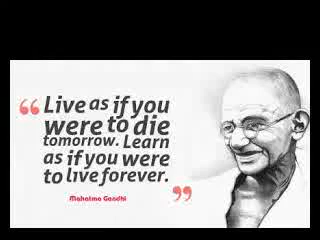 “Live as if you
were to die
tomorrow. Learn
as if you were
to live forever.”
Mahatma Gandhi